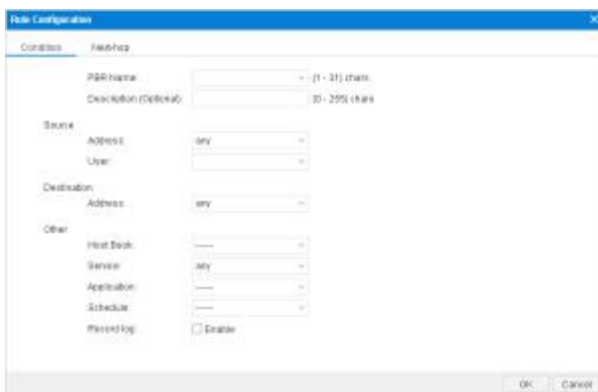 Rule Configuration
Condition Next-hop
PBR Name (1 - 31) chars
Description (Optional) (0 - 255) chars
Source
Address: any
User:
Destination
Address: any
Other
Host Book: -----
Service: any
Application: -----
Schedule: -----
Record log: Enable
OK Cancel